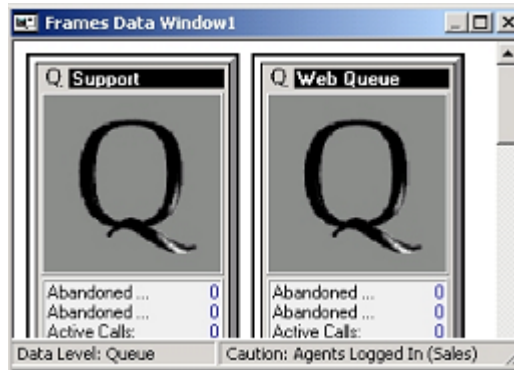 Frames Data Window1
Q Support
Q
Abandoned ... 0
Abandoned ... 0
Active Calls: 0
Q Web Queue
Q
Abandoned ... 0
Abandoned ... 0
Active Calls: 0
Data Level: Queue
Caution: Agents Logged In (Sales)